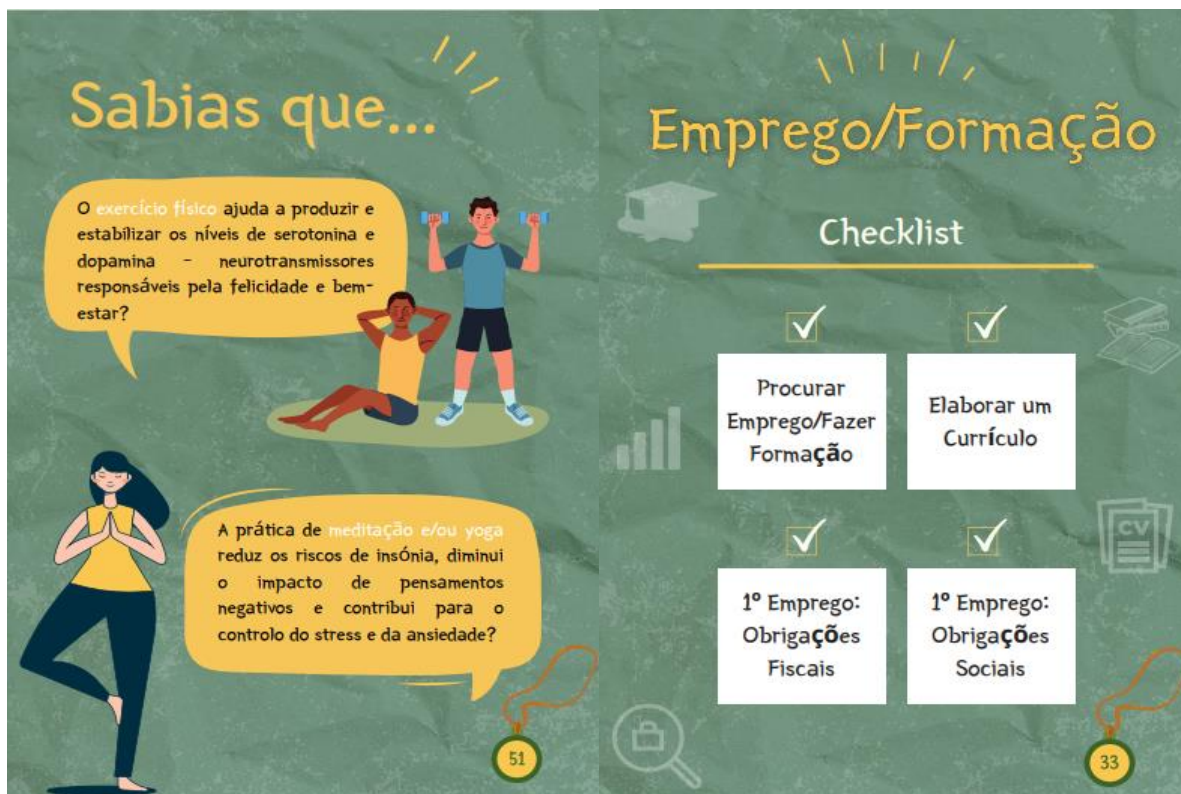 Sabias que...
O exercício físico ajuda a produzir e
estabilizar os níveis de serotonina e
dopamina - neurotransmissores
responsáveis pela felicidade e bem-
estar?
A prática de meditação e/ou yoga
reduz os riscos de insónia, diminui
o impacto de pensamentos
negativos e contribui para o
controlo do stress e da ansiedade?
51
Emprego/Formação
Checklist
Procurar
Emprego/Fazer
Formação
Elaborar um
Currículo
CV
1º Emprego:
Obrigações
Fiscais
1º Emprego:
Obrigações
Sociais
33